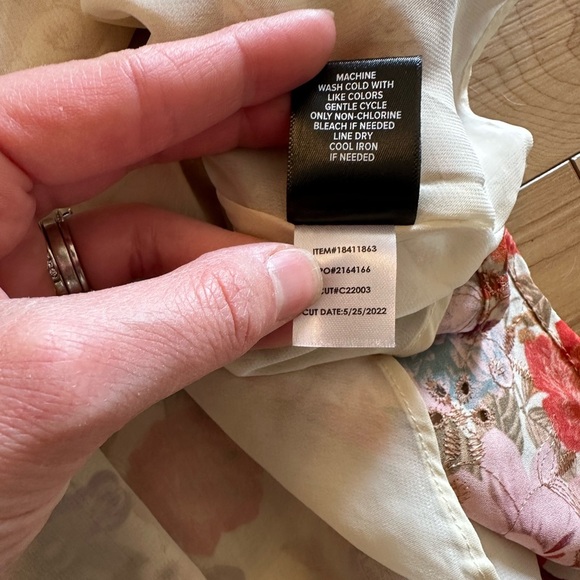 MACHINE
WASH COLD WITH
LIKE COLORS
GENTLE CYCLE
ONLY NON-CHLORINE
BLEACH IF NEEDED
LINE DRY
COOL IRON
IF NEEDED
ITEM#18411863
O#2164166
CUT#C22003
CUT DATE:5/25/2022